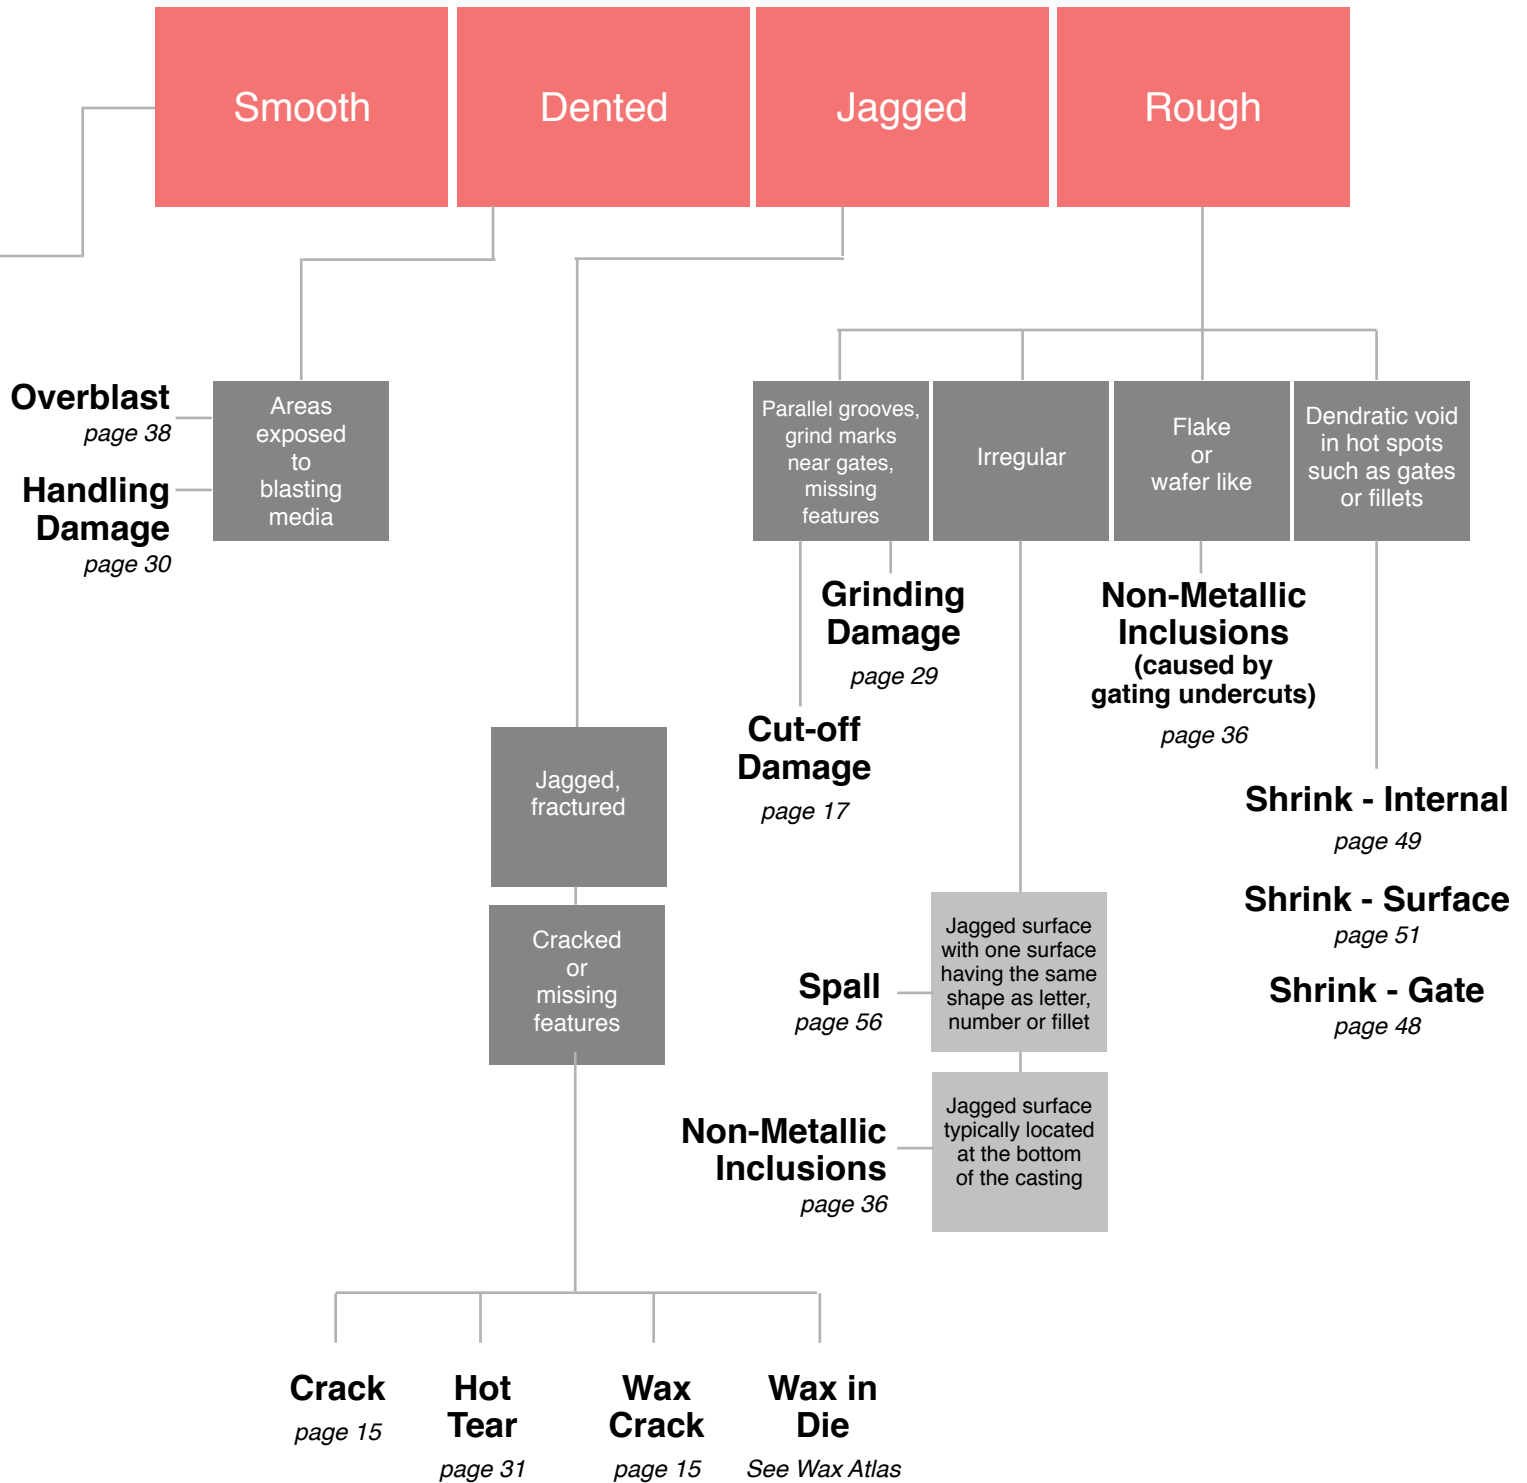 Smooth
Dented
Jagged
Rough
Overblast
page 38
Handling
Damage
page 30
Areas
exposed
to
blasting
media
Parallel grooves,
grind marks
near gates,
missing
features
Irregular
Flake
or
wafer like
Dendratic void
in hot spots
such as gates
or fillets
Grinding
Damage
page 29
Cut-off
Damage
page 17
Non-Metallic
Inclusions
(caused by
gating undercuts)
page 36
Shrink - Internal
page 49
Shrink - Surface
page 51
Shrink - Gate
page 48
Jagged,
fractured
Cracked
or
missing
features
Spall
page 56
Jagged surface
with one surface
having the same
shape as letter,
number or fillet
Non-Metallic
Inclusions
page 36
Jagged surface
typically located
at the bottom
of the casting
Crack
page 15
Hot
Tear
page 31
Wax
Crack
page 15
Wax in
Die
See Wax Atlas